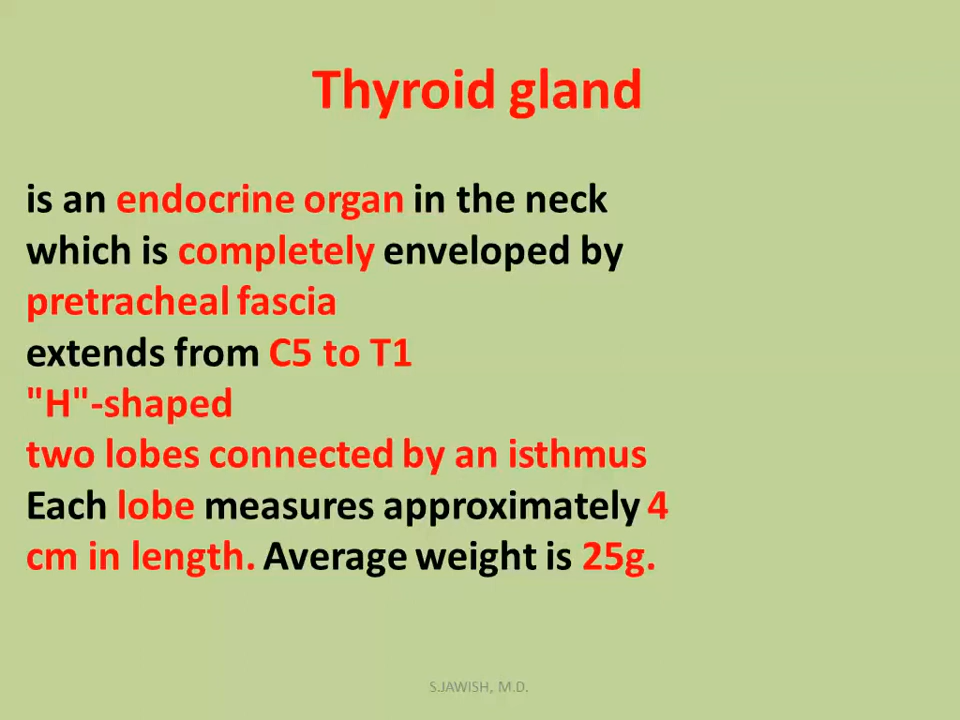 Thyroid gland
is an endocrine organ in the neck
which is completely enveloped by
pretracheal fascia
extends from C5 to T1
"H"-shaped
two lobes connected by an isthmus
Each lobe measures approximately 4
cm in length. Average weight is 25g.
S.JAWISH, M.D.